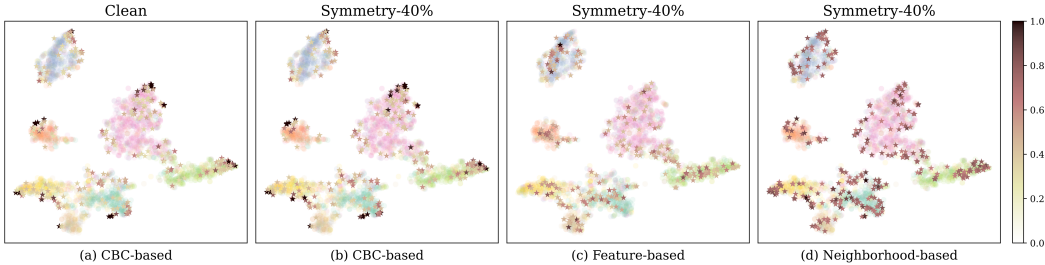 Clean
Symmetry-40%
Symmetry-40%
Symmetry-40%
1.0
0.8
0.6
0.4
0.2
0.0
(a) CBC-based
(b) CBC-based
(c) Feature-based
(d) Neighborhood-based